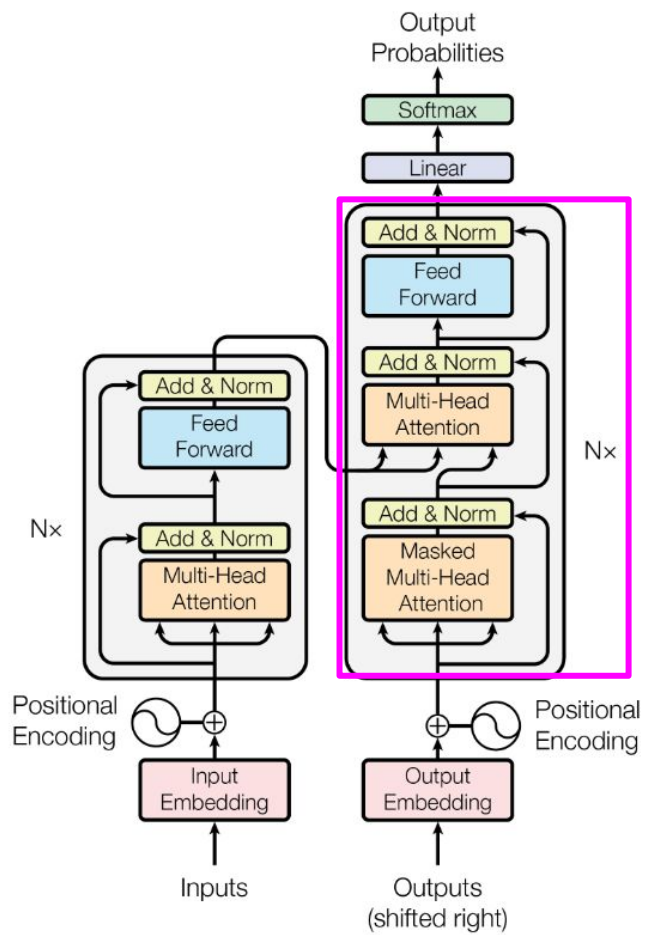 Output
Probabilities
Softmax
Linear
Add & Norm
Feed
Forward
Add & Norm
Multi-Head
Attention
Add & Norm
Masked
Multi-Head
Attention
N×
Add & Norm
Feed
Forward
Add & Norm
Multi-Head
Attention
N×
Positional
Encoding
Positional
Encoding
Input
Embedding
Output
Embedding
Inputs
Outputs
(shifted right)